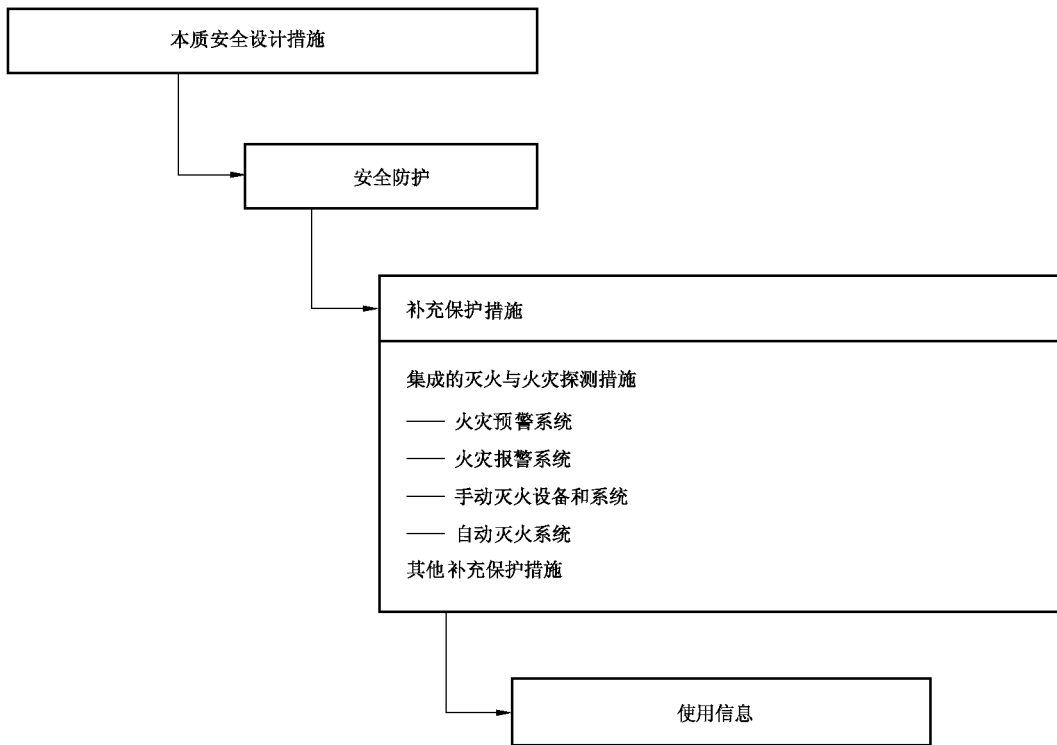 本质安全设计措施
安全防护
补充保护措施
集成的灭火与火灾探测措施
—— 火灾预警系统
—— 火灾报警系统
—— 手动灭火设备和系统
—— 自动灭火系统
其他补充保护措施
使用信息